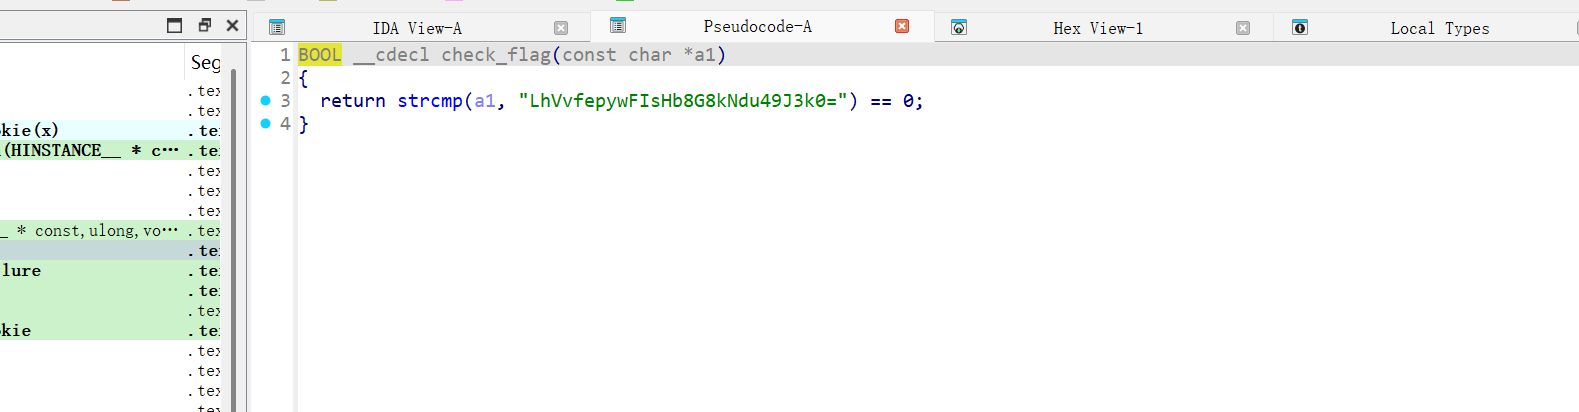 IDA View-A
Pseudocode-A
Hex View-1
Local Types
Seg
1 BOOL __cdecl check_flag(const char *a1)
2 {
3 return strcmp(a1, "LhVvfepywFIsHb8G8kNdu49J3k0=") == 0;
4 }
.tex
.tex
kie(x) .te
(HINSTANCE__ * c… .te
.tex
.tex
.tex
_ * const,ulong,vo… .tex
.te
lure .te
.te
.tex
kie .te
.tex
.tex
.tex
.tex